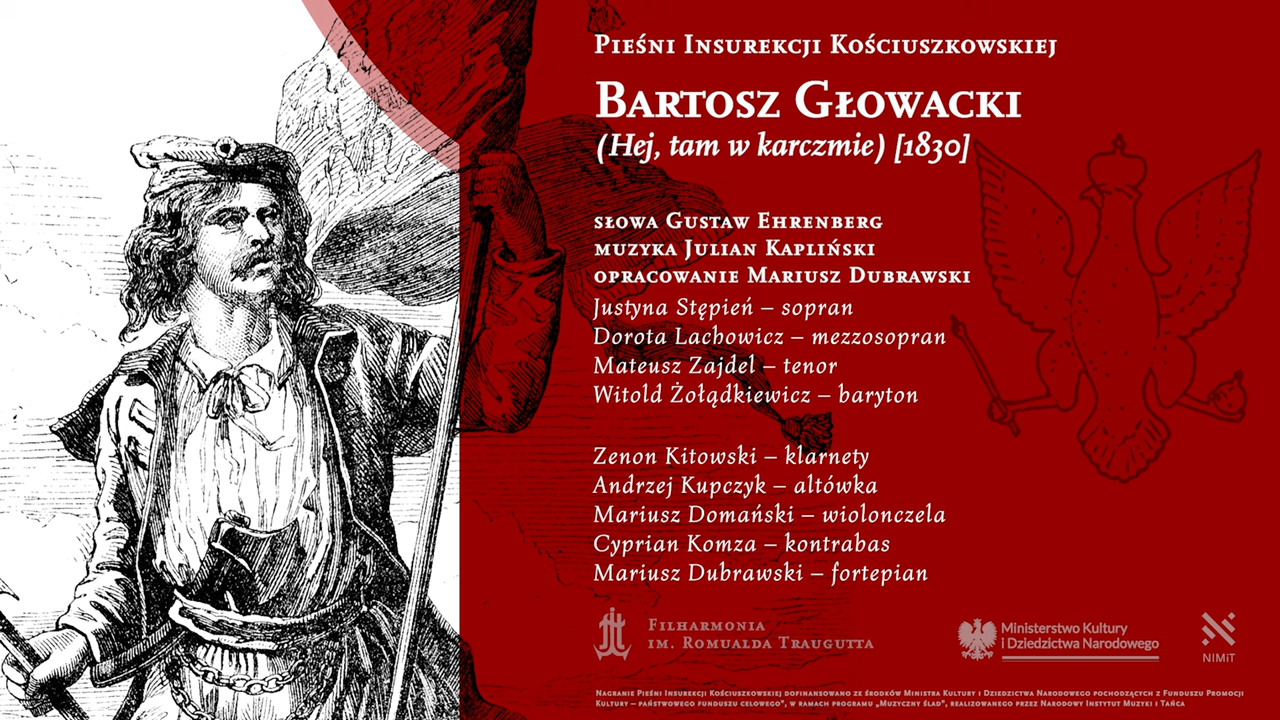 Pieśni Insurekcji Kościuszkowskiej
Bartosz Głowacki
(Hej, tam w karczmie) [1830]
słowa Gustaw Ehrenberg
muzyka Julian Kapliński
opracowanie Mariusz Dubrawski
Justyna Stępień – sopran
Dorota Lachowicz – mezzosopran
Mateusz Zajdel – tenor
Witold Żołądkiewicz – baryton
Zenon Kitowski – klarnety
Andrzej Kupczyk – altówka
Mariusz Domański – wiolonczela
Cyprian Komza – kontrabas
Mariusz Dubrawski – fortepian
Filharmonia
im. Romualda Traugutta
Ministerstwo Kultury
i Dziedzictwa Narodowego
NIMiT
Nagranie Pieśni Insurekcji Kościuszkowskiej dofinansowano ze środków Ministra Kultury i Dziedzictwa Narodowego pochodzących z Funduszu Promocji
Kultury – państwowego funduszu celowego", w ramach programu „Muzyczny ślad", realizowanego przez Narodowy Instytut Muzyki i Tańca